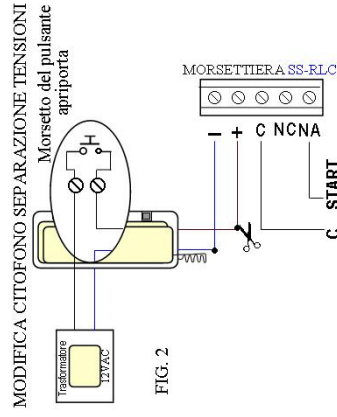 MODIFICA CITOFONO SEPARAZIONE TENSIONI
Morsetto del pulsante
apriporta
Trasformatore
12VAC
FIG. 2
MORSETTIERA SS-RLC
– + C NC NA
C START